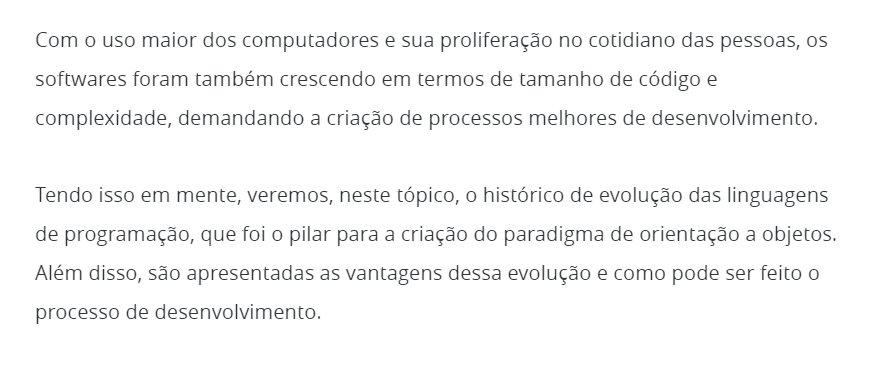 Com o uso maior dos computadores e sua proliferação no cotidiano das pessoas, os
softwares foram também crescendo em termos de tamanho de código e
complexidade, demandando a criação de processos melhores de desenvolvimento.
Tendo isso em mente, veremos, neste tópico, o histórico de evolução das linguagens
de programação, que foi o pilar para a criação do paradigma de orientação a objetos.
Além disso, são apresentadas as vantagens dessa evolução e como pode ser feito o
processo de desenvolvimento.